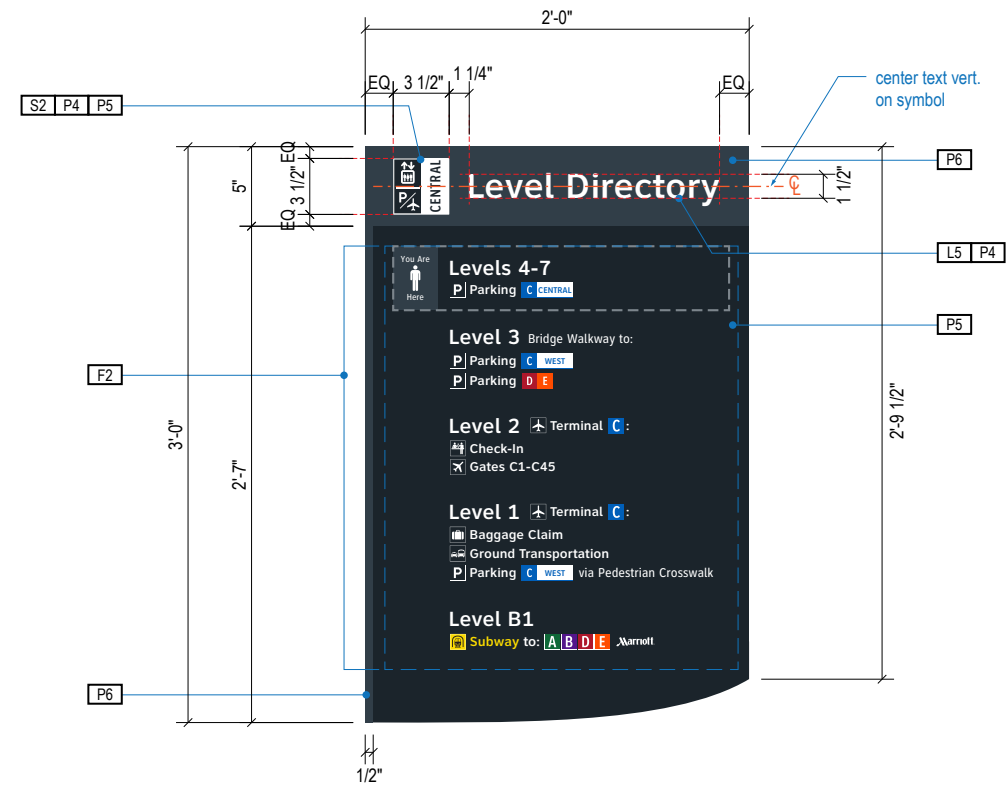 2'-0"
EQ 3 1/2" 1 1/4" EQ
center text vert.
on symbol
S2 P4 P5
P6
EQ
3 1/2"
EQ
5"
P
CENTRAL
Level Directory
CL
1 1/2"
L5 P4
You Are
Here
Levels 4-7
P Parking C CENTRAL
P5
Level 3 Bridge Walkway to:
P Parking C WEST
P Parking D E
F2
3'-0"
2'-7"
2'-9 1/2"
Level 2 Terminal C:
Check-In
Gates C1-C45
Level 1 Terminal C:
Baggage Claim
Ground Transportation
P Parking C WEST via Pedestrian Crosswalk
Level B1
Subway to: A B D E Marriott
P6
1/2"